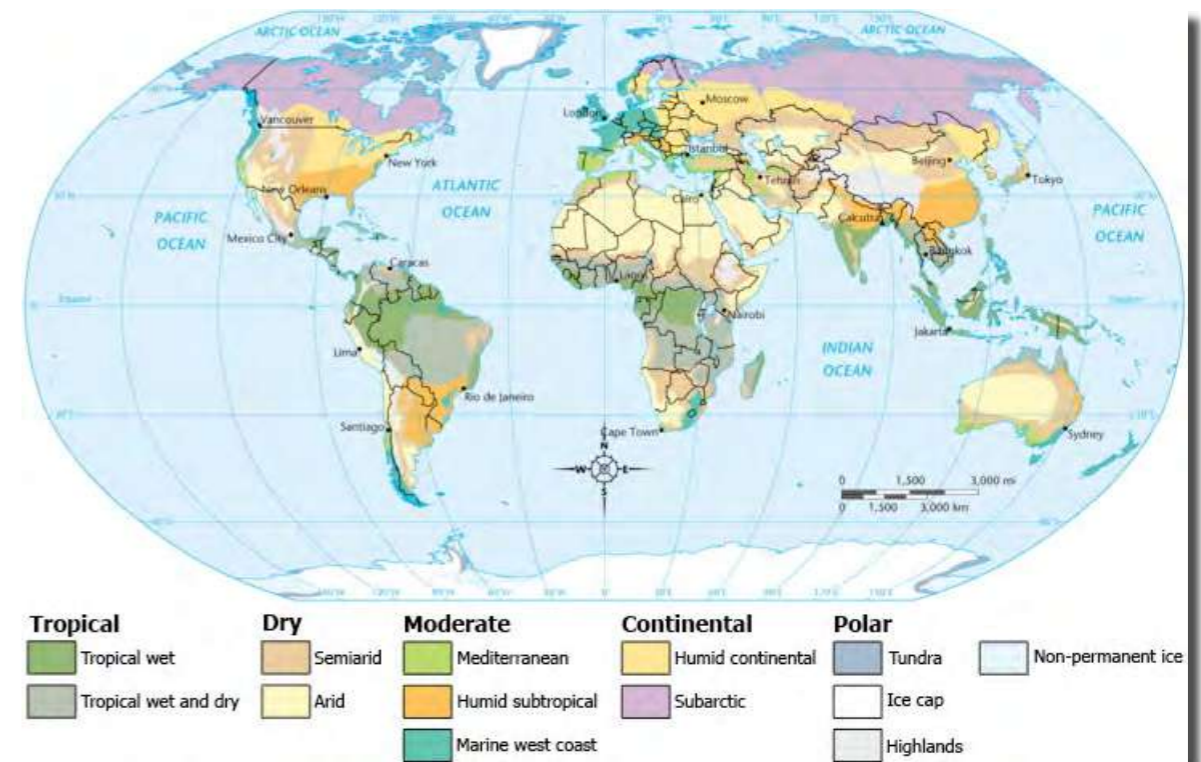 ARCTIC OCEAN
ARCTIC OCEAN
Vancouver
London
Moscow
New York
Istanbul
Beijing
Tokyo
New Orleans
Tehran
Cairo
ATLANTIC
OCEAN
PACIFIC
OCEAN
PACIFIC
OCEAN
Mexico City
Calcutta
Bangkok
Caracas
Lagos
Equator
Nairobi
Jakarta
Lima
INDIAN
OCEAN
Rio de Janeiro
Santiago
Cape Town
Sydney
N
W
E
S
0 1,500 3,000 mi
0 1,500 3,000 km
Tropical
Tropical wet
Tropical wet and dry
Dry
Semiarid
Arid
Moderate
Mediterranean
Humid subtropical
Marine west coast
Continental
Humid continental
Subarctic
Polar
Tundra
Ice cap
Highlands
Non-permanent ice